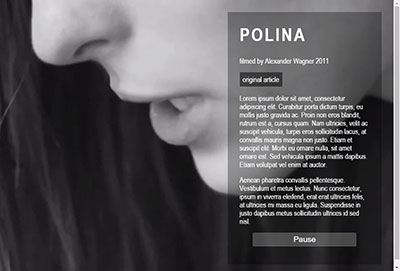 POLINA
filmed by Alexander Wagner 2011
original article
Lorem ipsum dolor sit amet, consectetur
adipiscing elit. Curabitur porta dictum turpis, eu
mollis justo gravida ac. Proin non eros blandit,
rutrum est a, cursus quam. Nam ultricies, velit ac
suscipit vehicula, turpis eros sollicitudin lacus, at
convallis mauris magna non justo. Etiam et
suscipit elit. Morbi eu ornare nulla, sit amet
ornare est. Sed vehicula ipsum a mattis dapibus.
Etiam volutpat vel enim at auctor.
Aenean pharetra convallis pellentesque.
Vestibulum et metus lectus. Nunc consectetur,
ipsum in viverra eleifend, erat erat ultricies felis,
at ultricies mi massa eu ligula. Suspendisse in
justo dapibus metus sollicitudin ultrices id sed
nisl.
Pause